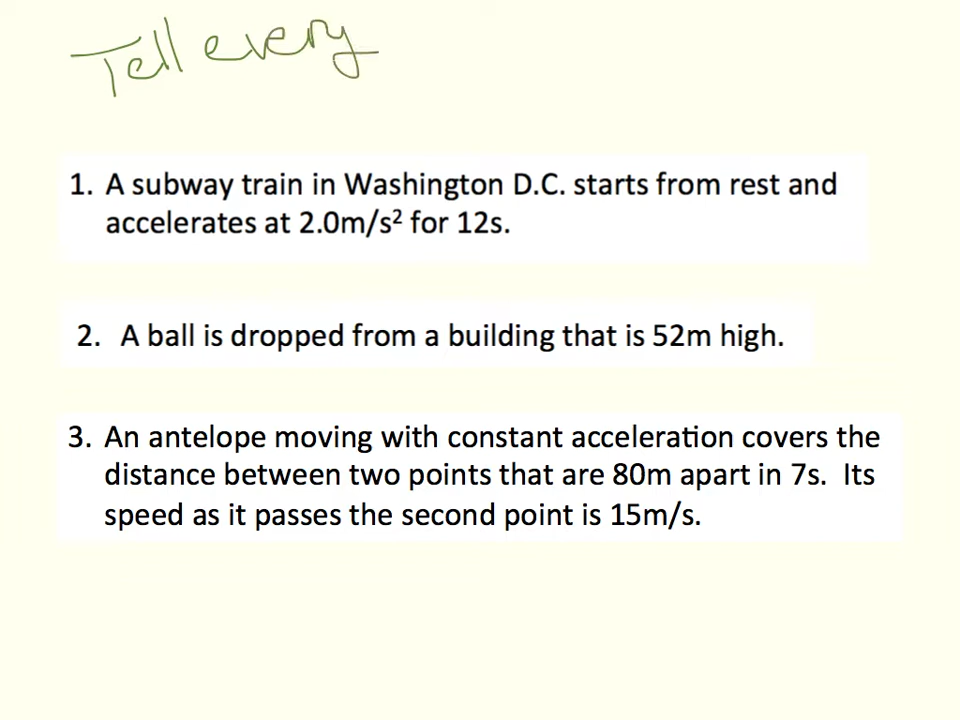 Tell every
1. A subway train in Washington D.C. starts from rest and
accelerates at 2.0m/s² for 12s.
2. A ball is dropped from a building that is 52m high.
3. An antelope moving with constant acceleration covers the
distance between two points that are 80m apart in 7s. Its
speed as it passes the second point is 15m/s.